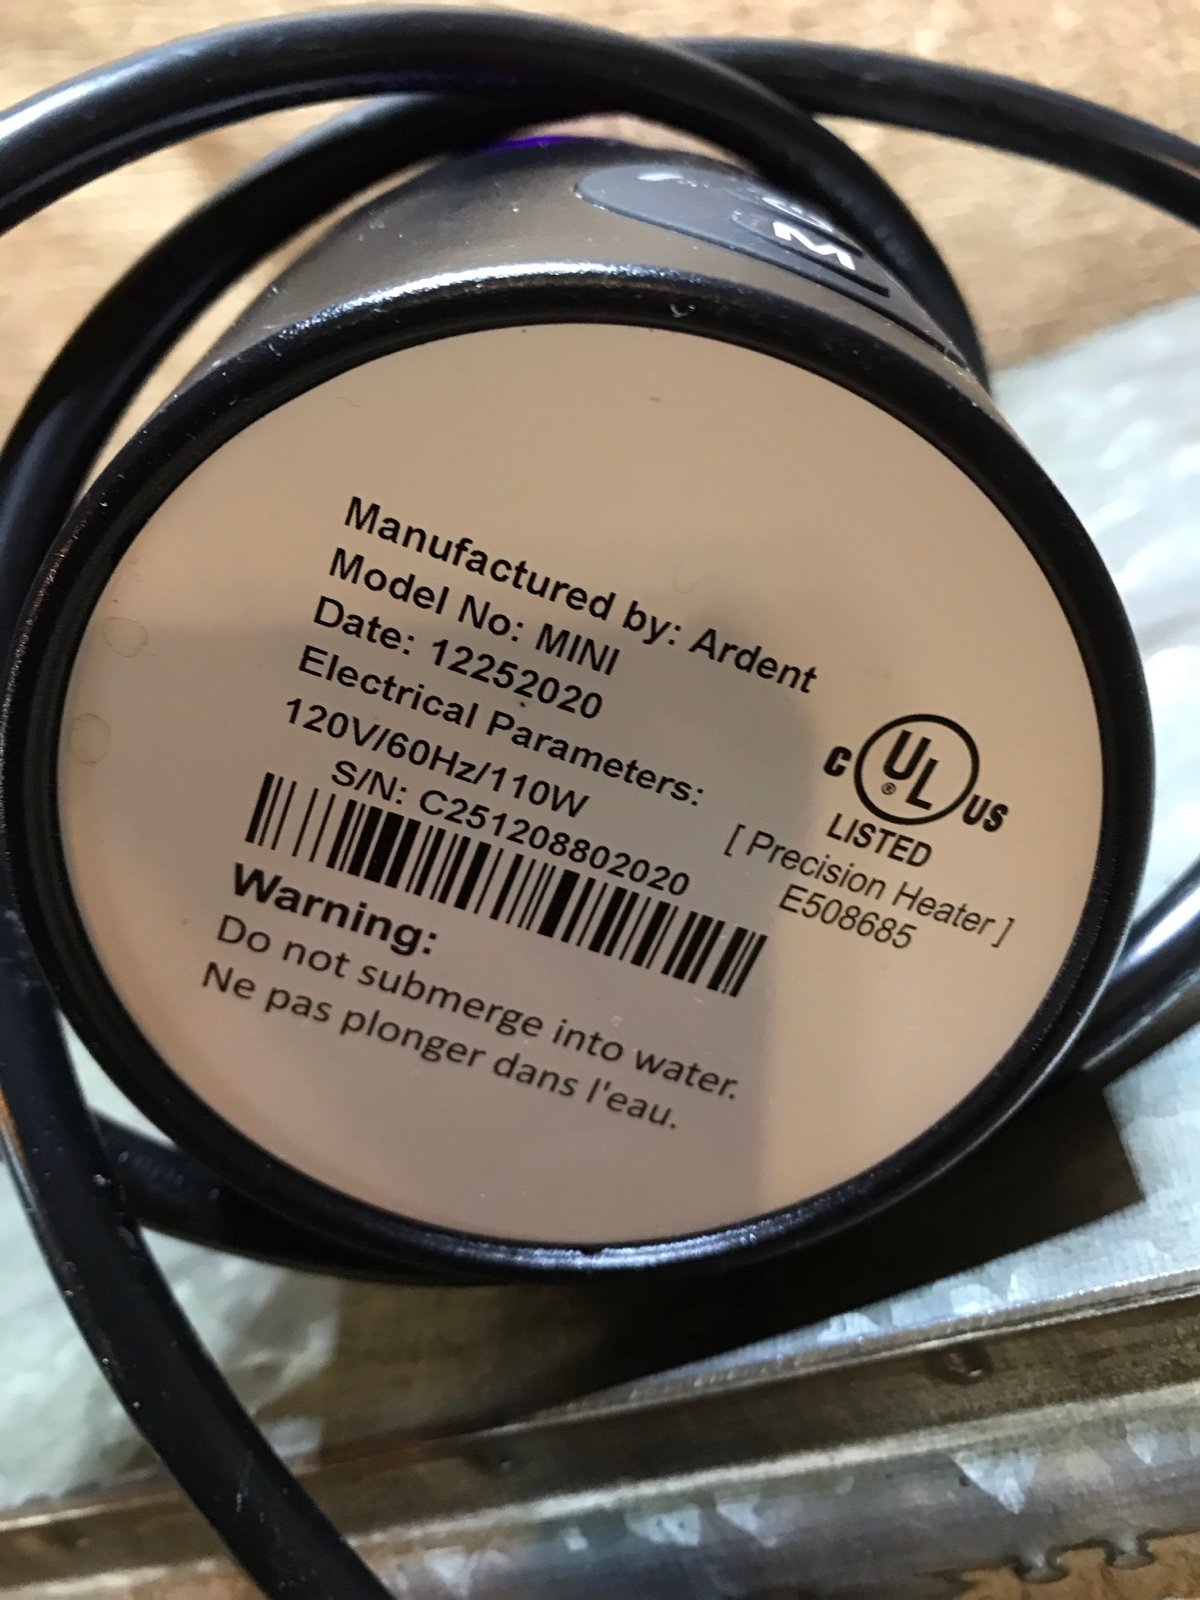 M
Manufactured by: Ardent
Model No: MINI
Date: 12252020
Electrical Parameters:
120V/60Hz/110W
S/N: C251208802020
Warning:
Do not submerge into water.
Ne pas plonger dans l'eau.
C UL® US
LISTED
[ Precision Heater ]
E508685